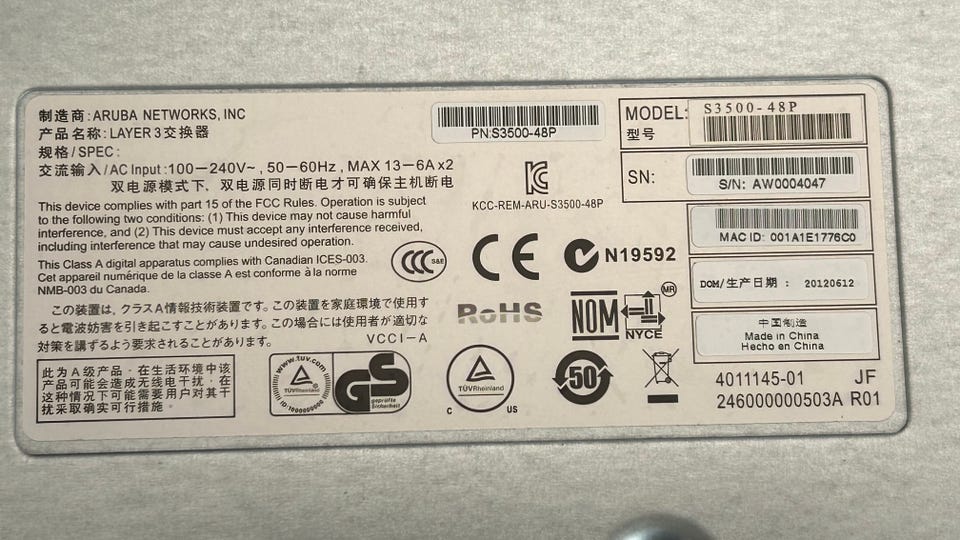 制造商:ARUBA NETWORKS, INC
产品名称:LAYER 3交换器
规格/SPEC:
交流输入/AC Input:100—240V~, 50—60Hz, MAX 13—6A x2
双电源模式下, 双电源同时断电才可确保主机断电
This device complies with part 15 of the FCC Rules. Operation is subject
to the following two conditions: (1) This device may not cause harmful
interference, and (2) This device must accept any interference received,
including interference that may cause undesired operation.
This Class A digital apparatus complies with Canadian ICES-003.
Cet appareil numérique de la classe A est conforme à la norme
NMB-003 du Canada.
この装置は、クラスA情報技術装置です。この装置を家庭環境で使用す
ると電波妨害を引き起こすことがあります。この場合には使用者が適切な
対策を講ずるよう要求されることがあります。
VCCI-A
此为A级产品，在生活环境中该
产品可能会造成无线电干扰，在
这种情况下可能需要用户对其干
扰采取确实可行措施。
PN:S3500-48P
KCC-REM-ARU-S3500-48P
CCC S&E
CE
N19592
RoHS
NOM
MR
NYCE
www.tuv.com
TÜVRheinland
ID:1000000000
GS
geprüfte
Sicherheit
TÜVRheinland
C US
50
MODEL:
型号
S3500-48P
SN:
S/N: AW0004047
MAC ID: 001A1E1776C0
DOM/生产日期 : 20120612
中国制造
Made in China
Hecho en China
4011145-01 JF
246000000503A R01